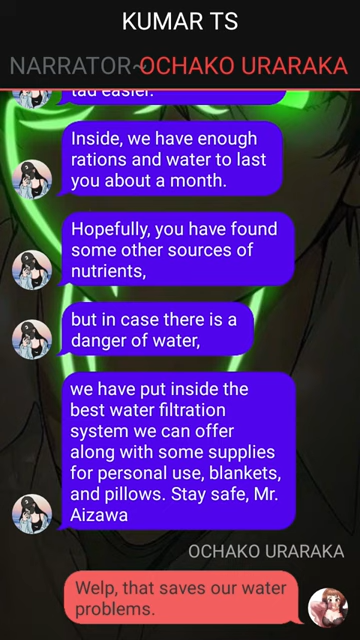 KUMAR TS
NARRATOR~OCHAKO URARAKA
tad easier.
Inside, we have enough
rations and water to last
you about a month.
Hopefully, you have found
some other sources of
nutrients,
but in case there is a
danger of water,
we have put inside the
best water filtration
system we can offer
along with some supplies
for personal use, blankets,
and pillows. Stay safe, Mr.
Aizawa
OCHAKO URARAKA
Welp, that saves our water
problems.